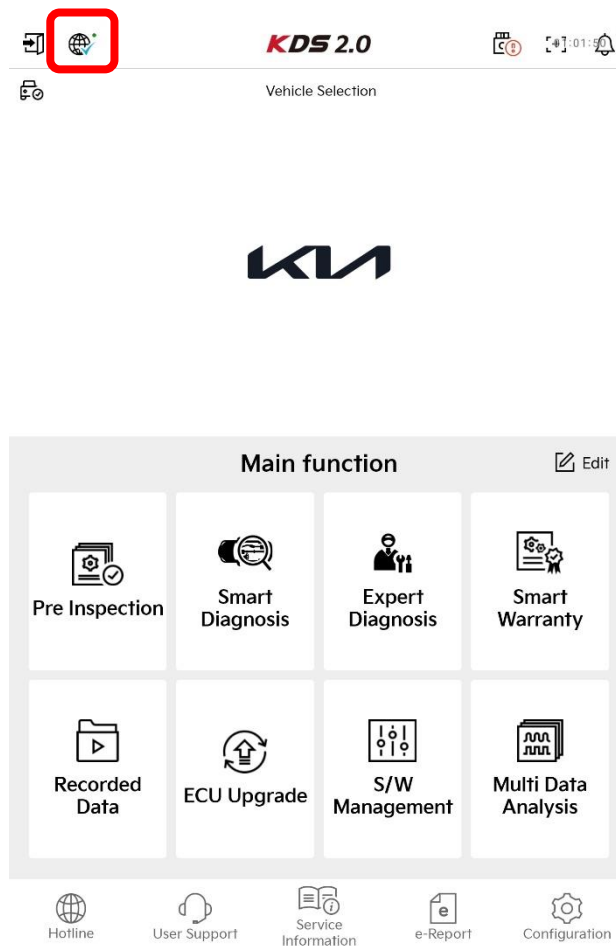 KDS 2.0
Vehicle Selection
KIA
Main function
Edit
Pre Inspection
Smart
Diagnosis
Expert
Diagnosis
Smart
Warranty
Recorded
Data
ECU Upgrade
S/W
Management
Multi Data
Analysis
Hotline
User Support
Service
Information
e-Report
Configuration